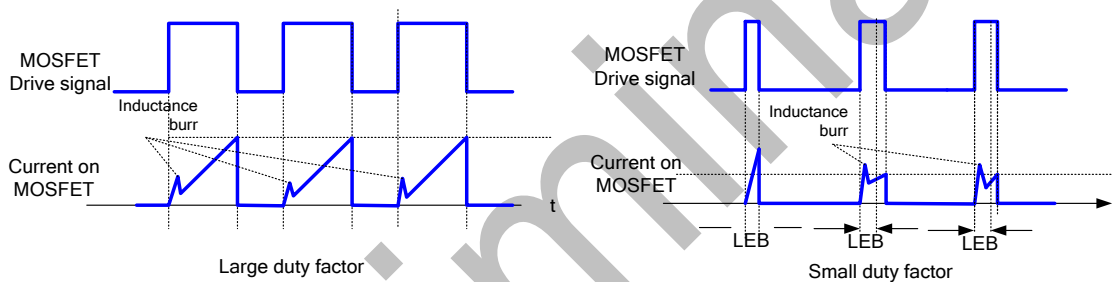 MOSFET
Drive signal
Inductance
burr
Current on
MOSFET
t
Large duty factor
MOSFET
Drive signal
Inductance
burr
Current on
MOSFET
LEB
LEB
LEB
Small duty factor